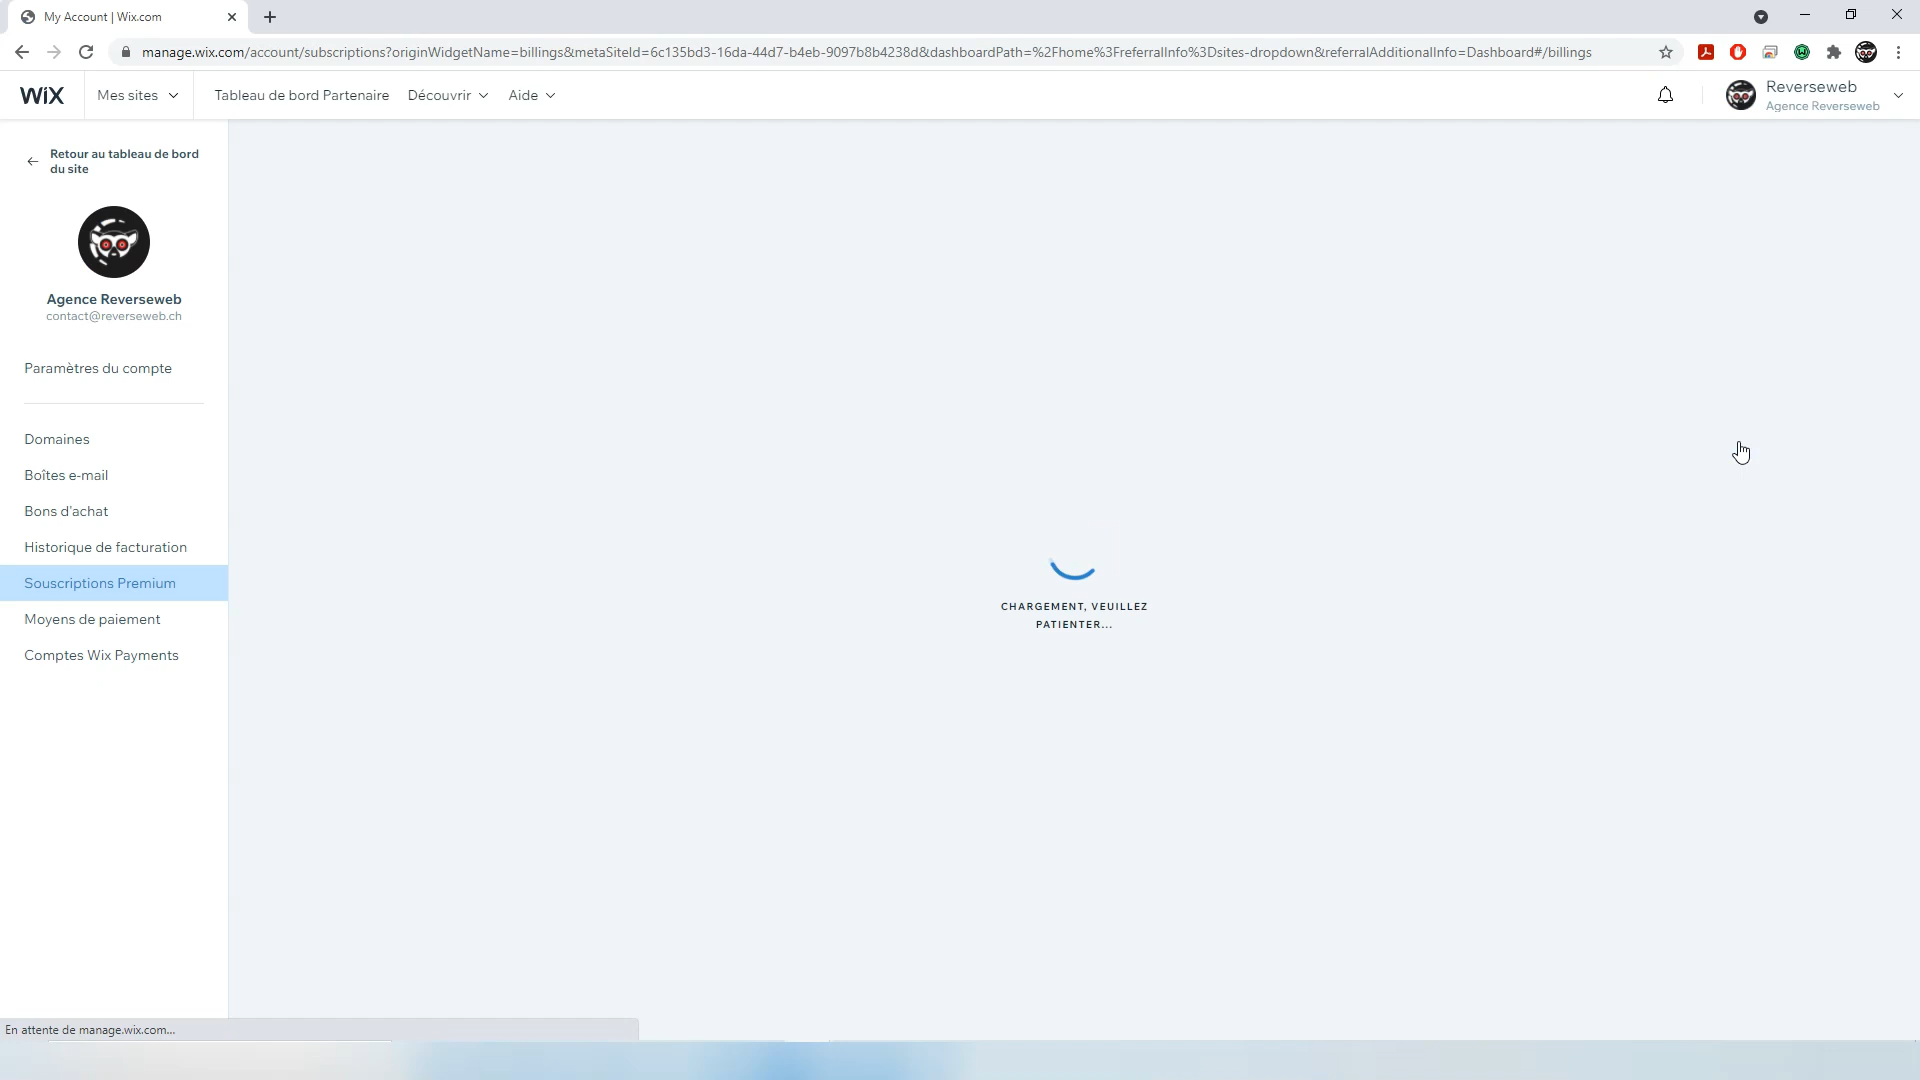 My Account | Wix.com
manage.wix.com/account/subscriptions?originWidgetName=billings&metaSiteId=6c135bd3-16da-44d7-b4eb-9097b8b4238d&dashboardPath=%2Fhome%3FreferralInfo%3Dsites-dropdown&referralAdditionalInfo=Dashboard#/billings
WiX Mes sites Tableau de bord Partenaire Découvrir Aide
Reverseweb
Agence Reverseweb
Retour au tableau de bord
du site
Agence Reverseweb
contact@reverseweb.ch
Paramètres du compte
Domaines
Boîtes e-mail
Bons d'achat
Historique de facturation
Souscriptions Premium
Moyens de paiement
Comptes Wix Payments
CHARGEMENT, VEUILLEZ
PATIENTER...
En attente de manage.wix.com...